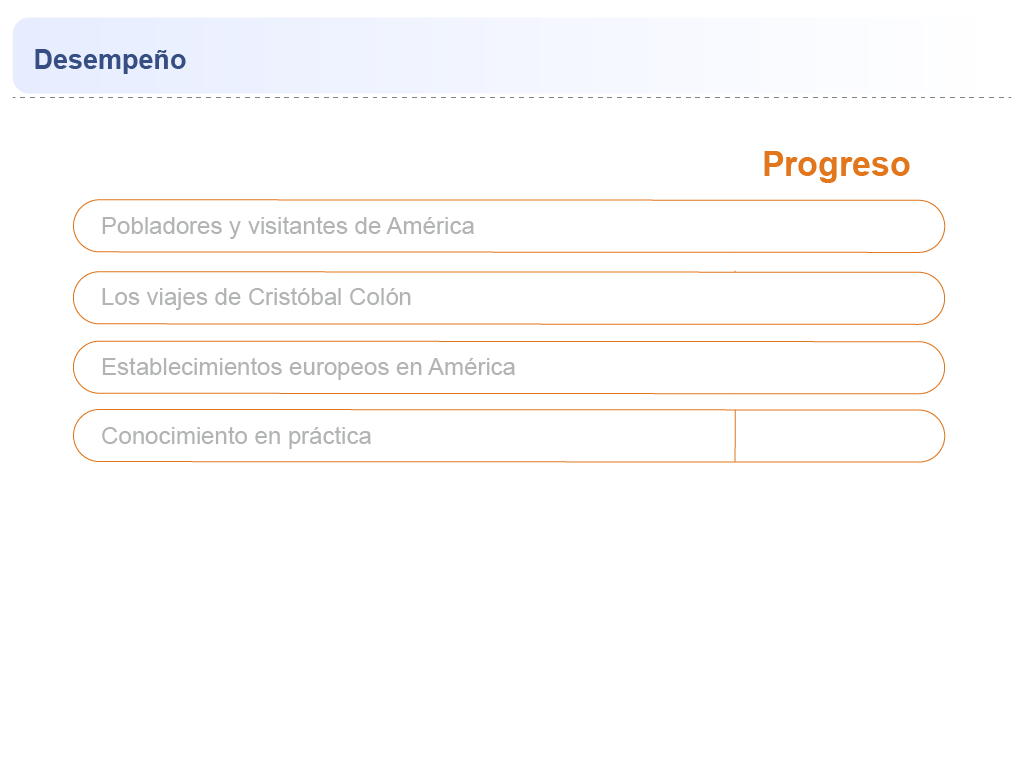 Desempeño
Progreso
Pobladores y visitantes de América
Los viajes de Cristóbal Colón
Establecimientos europeos en América
Conocimiento en práctica